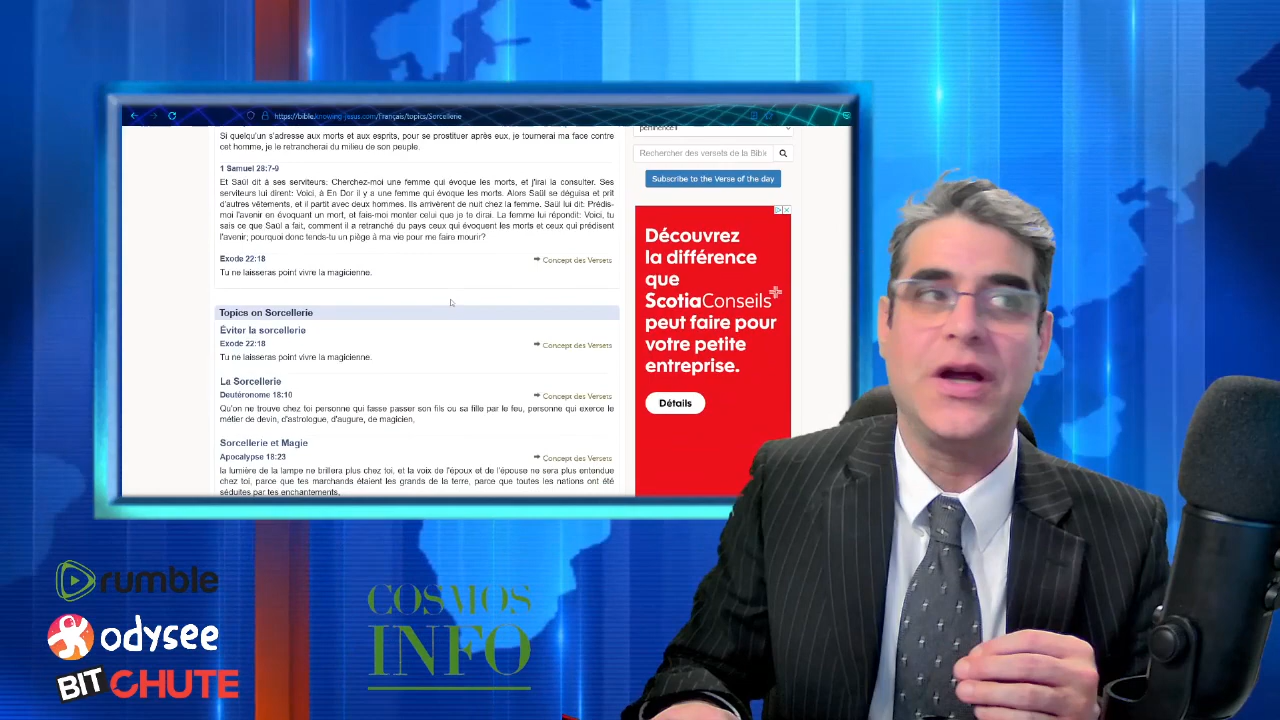 https://bible.knowing-jesus.com/Français/topics/Sorcellerie
Si quelqu'un s'adresse aux morts et aux esprits, pour se prostituer après eux, je tournerai ma face contre
cet homme, je le retrancherai du milieu de son peuple.
1 Samuel 28:7-9
Et Saül dit à ses serviteurs: Cherchez-moi une femme qui évoque les morts, et j'irai la consulter. Ses
serviteurs lui dirent: Voici, à En Dor il y a une femme qui évoque les morts. Alors Saül se déguisa et prit
d'autres vêtements, et il partit avec deux hommes. Ils arrivèrent de nuit chez la femme. Saül lui dit: Prédis-
moi l'avenir en évoquant un mort, et fais-moi monter celui que je te dirai. La femme lui répondit: Voici, tu
sais ce que Saul a fait, comment il a retranché du pays ceux qui évoquent les morts et ceux qui prédisent
l'avenir; pourquoi donc tends-tu un piège à ma vie pour me faire mourir?
Exode 22:18
Concept des Versets
Tu ne laisseras point vivre la magicienne.
Topics on Sorcellerie
Éviter la sorcellerie
Exode 22:18
Concept des Versets
Tu ne laisseras point vivre la magicienne.
La Sorcellerie
Deutéronome 18:10
Concept des Versets
Qu'on ne trouve chez toi personne qui fasse passer son fils ou sa fille par le feu, personne qui exerce le
métier de devin, d'astrologue, d'augure, de magicien,
Sorcellerie et Magie
Apocalypse 18:23
Concept des Versets
la lumière de la lampe ne brillera plus chez toi, et la voix de l'époux et de l'épouse ne sera plus entendue
chez toi, parce que tes marchands étaient les grands de la terre, parce que toutes les nations ont été
séduites par tes enchantements,
Rechercher des versets de la Bibl
Subscribe to the Verse of the day
Découvrez
la différence
que
ScotiaConseils
peut faire pour
votre petite
entreprise.
Détails
rumble
odysee
BIT CHUTE
COSMOS
INFO